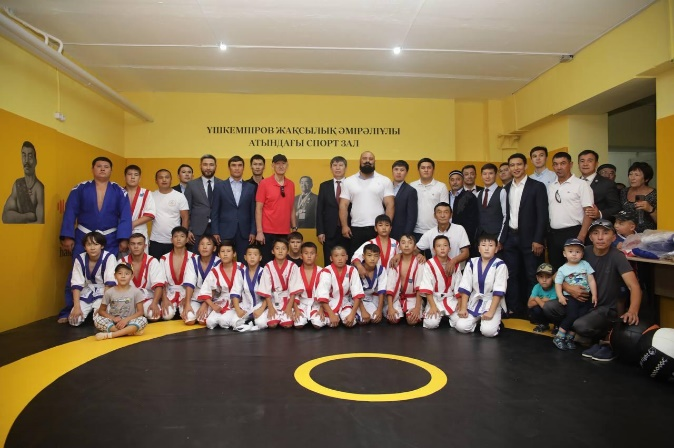 ҮШКЕМПІРОВ ЖАҚСЫЛЫҚ ӘМІРӘЛІҰЛЫ
АТЫНДАҒЫ СПОРТ ЗАЛ